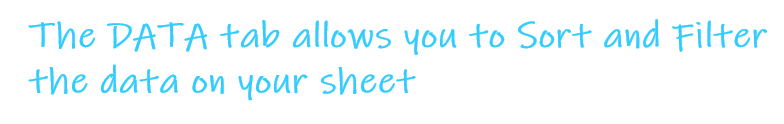 The DATA tab allows you to Sort and Filter
the data on your sheet